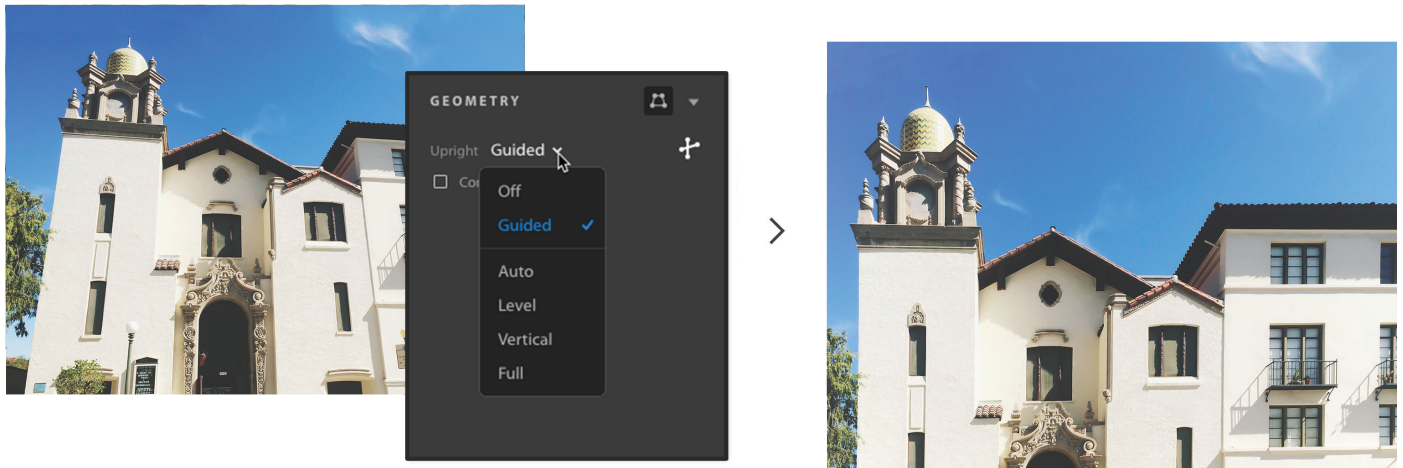 GEOMETRY
Upright Guided
Off
Guided
Auto
Level
Vertical
Full